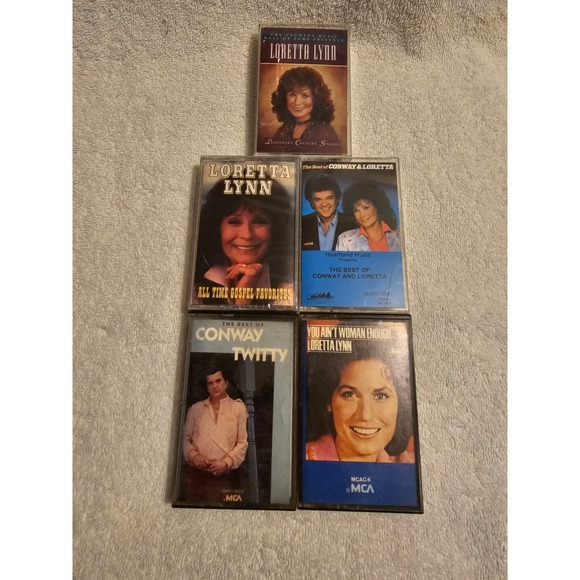 THE COUNTRY MUSIC
HALL OF FAME PRESENTS
LORETTA LYNN
LEGENDARY COUNTRY SINGERS
LORETTA
LYNN
ALL TIME GOSPEL FAVORITES
The Best of CONWAY & LORETTA
Heartland Music
Presents
THE BEST OF
CONWAY AND LORETTA
THE BEST OF
CONWAY
TWITTY
MCA
YOU AIN'T WOMAN ENOUGH
LORETTA LYNN
MCAC-6
MCA